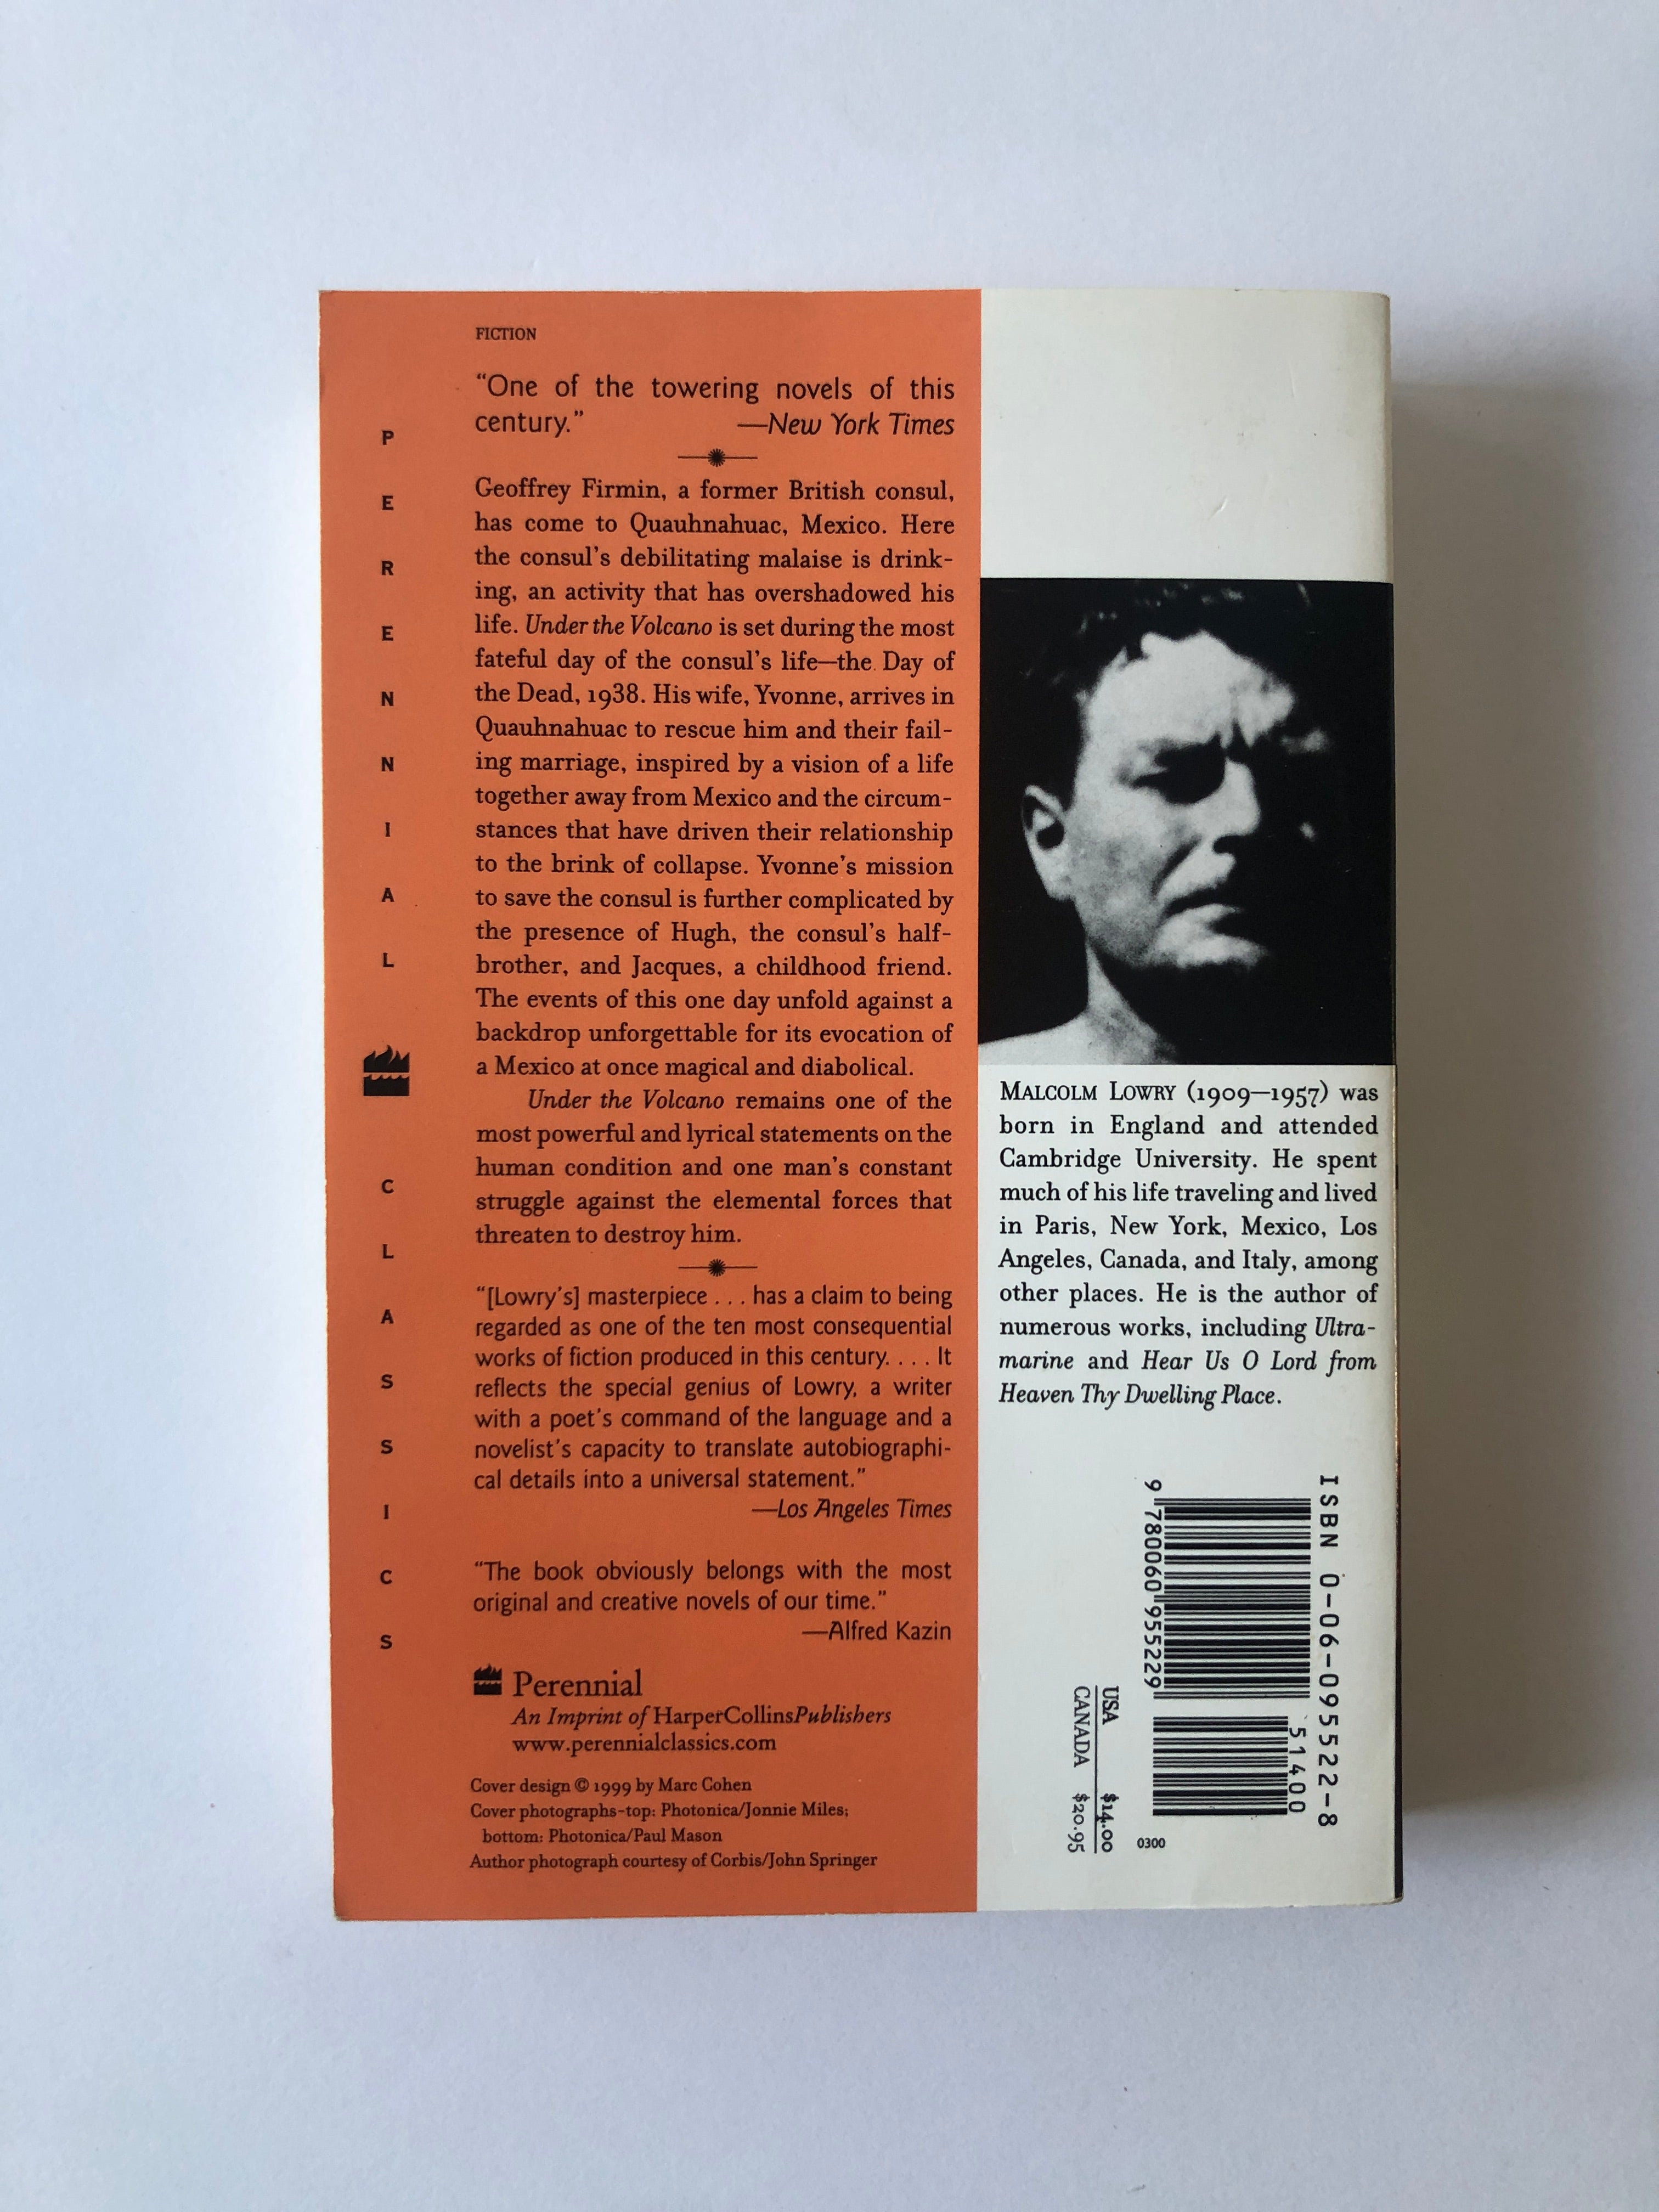 FICTION
“One of the towering novels of this
century.” —New York Times
Geoffrey Firmin, a former British consul,
has come to Quauhnahuac, Mexico. Here
the consul’s debilitating malaise is drink-
ing, an activity that has overshadowed his
life. Under the Volcano is set during the most
fateful day of the consul’s life—the Day of
the Dead, 1938. His wife, Yvonne, arrives in
Quauhnahuac to rescue him and their fail-
ing marriage, inspired by a vision of a life
together away from Mexico and the circum-
stances that have driven their relationship
to the brink of collapse. Yvonne’s mission
to save the consul is further complicated by
the presence of Hugh, the consul’s half-
brother, and Jacques, a childhood friend.
The events of this one day unfold against a
backdrop unforgettable for its evocation of
a Mexico at once magical and diabolical.
Under the Volcano remains one of the
most powerful and lyrical statements on the
human condition and one man’s constant
struggle against the elemental forces that
threaten to destroy him.
“[Lowry’s] masterpiece . . . has a claim to being
regarded as one of the ten most consequential
works of fiction produced in this century. . . . It
reflects the special genius of Lowry, a writer
with a poet’s command of the language and a
novelist’s capacity to translate autobiographi-
cal details into a universal statement.”
—Los Angeles Times
“The book obviously belongs with the most
original and creative novels of our time.”
—Alfred Kazin
Perennial
An Imprint of HarperCollinsPublishers
www.perennialclassics.com
Cover design © 1999 by Marc Cohen
Cover photographs-top: Photonica/Jonnie Miles;
bottom: Photonica/Paul Mason
Author photograph courtesy of Corbis/John Springer
PERENNIAL CLASSICS
MALCOLM LOWRY (1909–1957) was
born in England and attended
Cambridge University. He spent
much of his life traveling and lived
in Paris, New York, Mexico, Los
Angeles, Canada, and Italy, among
other places. He is the author of
numerous works, including Ultra-
marine and Hear Us O Lord from
Heaven Thy Dwelling Place.
ISBN 0-06-095522-8
51400
9 780060 955229
USA $14.00
CANADA $20.95
0300